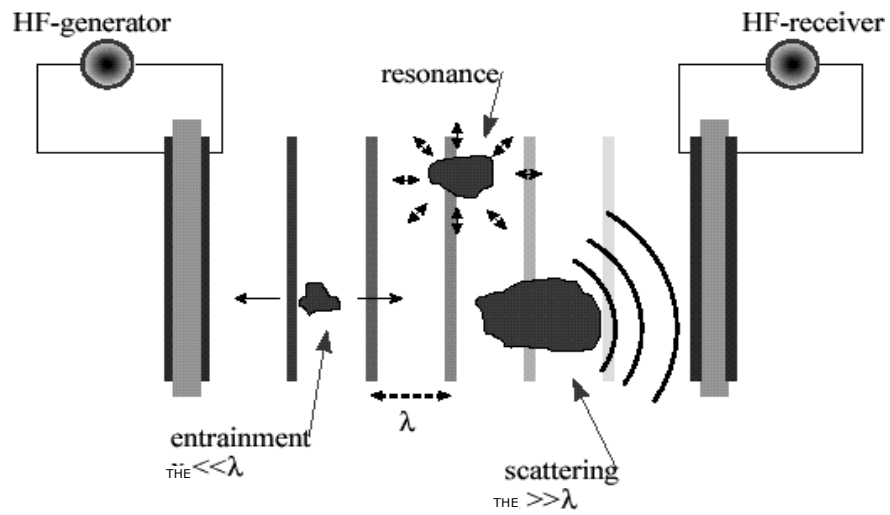 HF-generator
HF-receiver
resonance
λ
entrainment
THE <<λ
scattering
THE >>λ